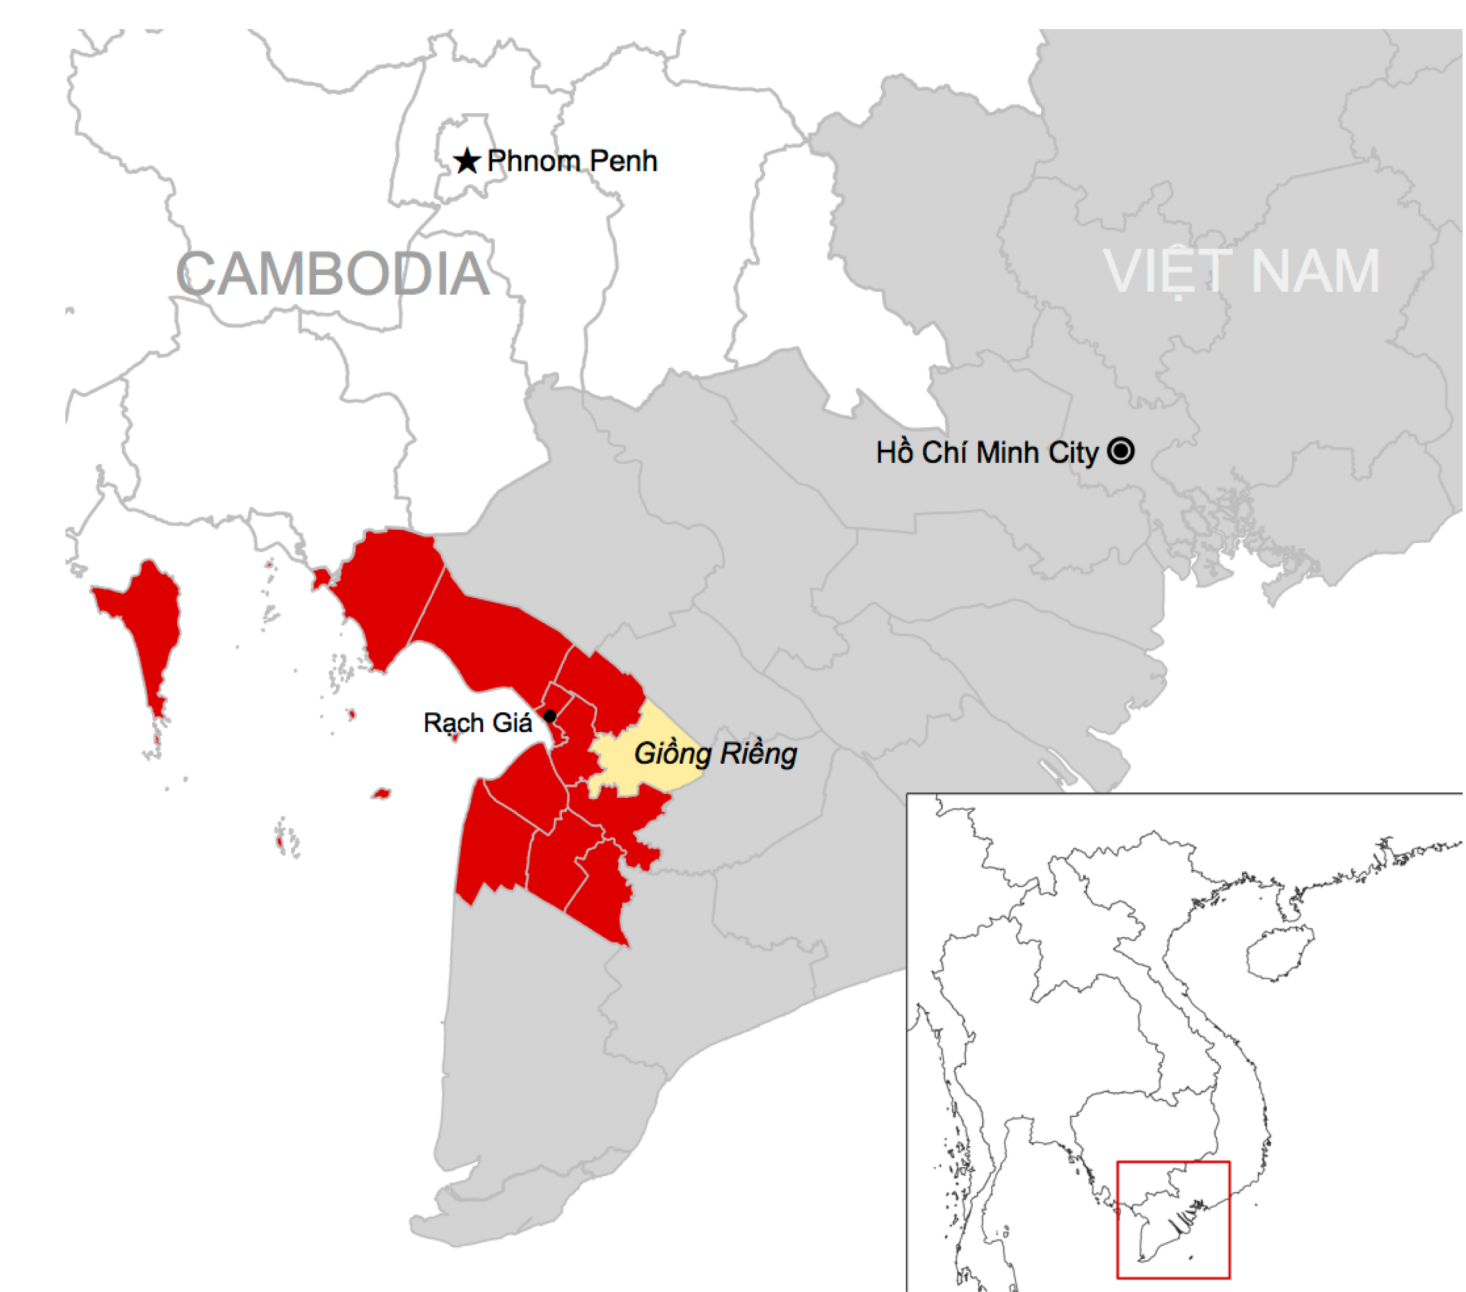 Phnom Penh
CAMBODIA
VIỆT NAM
Hồ Chí Minh City
Rạch Giá
Giồng Riềng